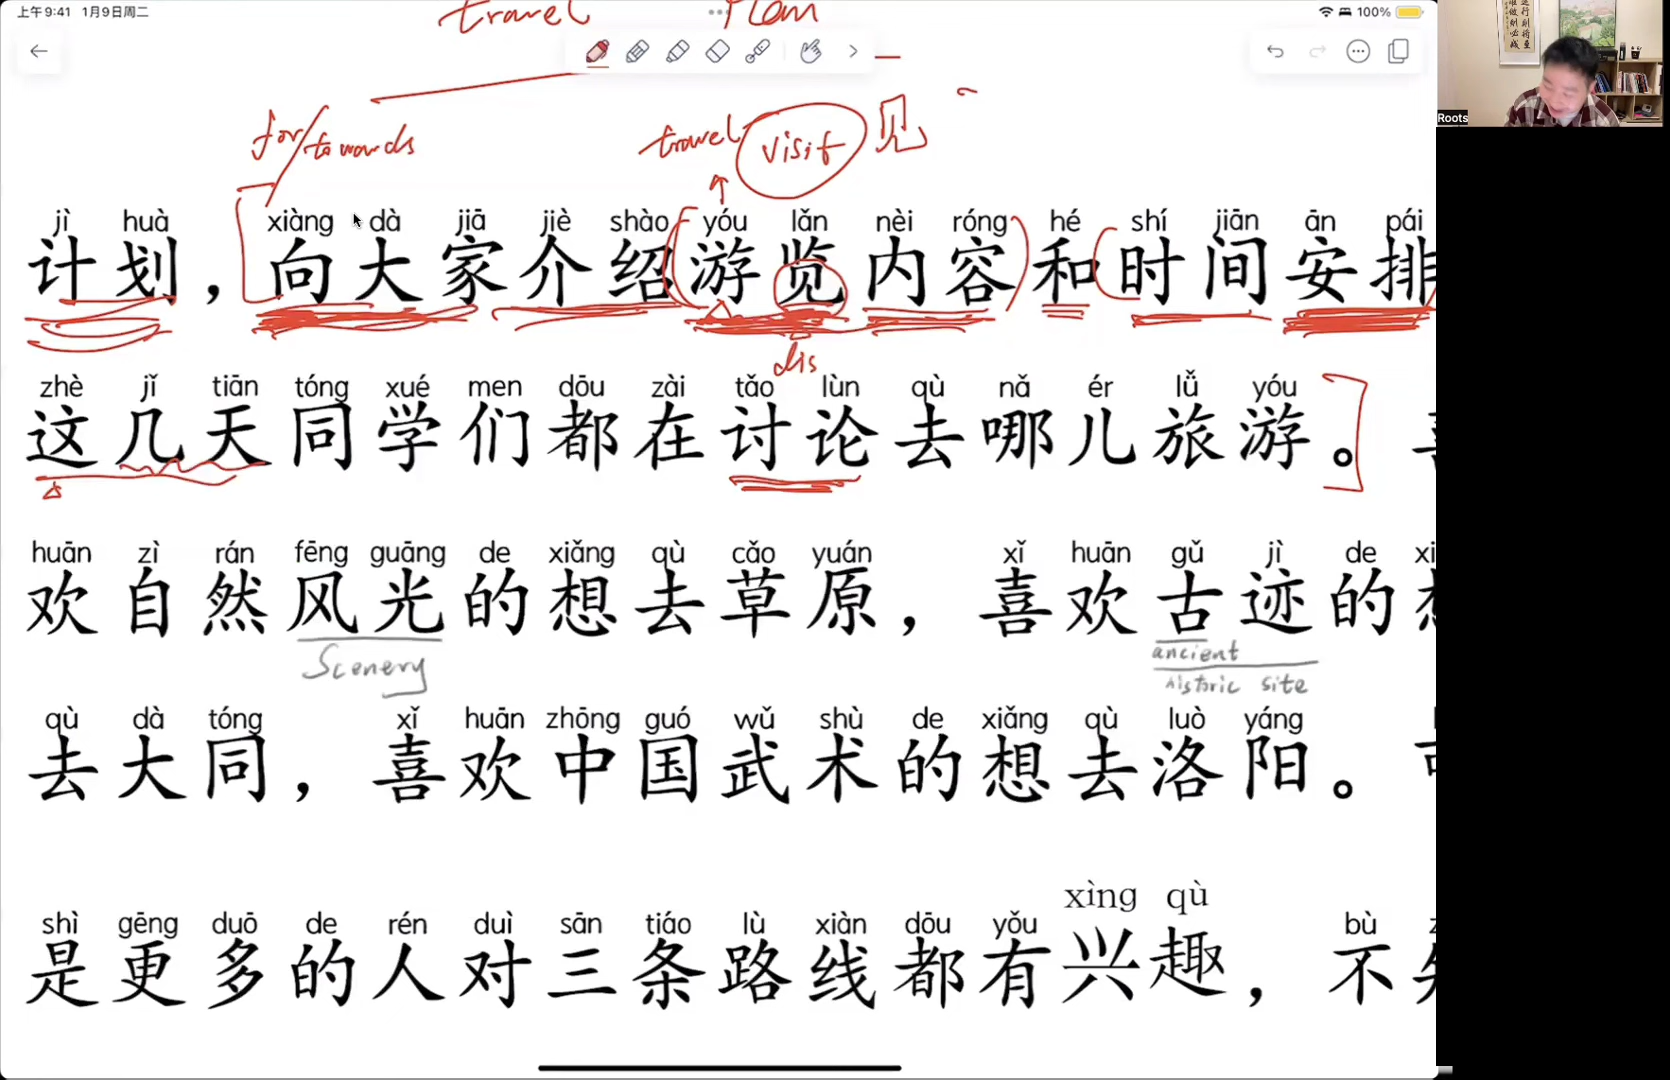 上午9:41 1月9日周二
100%
travel Plan
Roots
for/towards
travel visit 见
jì huà xiàng dà jiā jiè shào yóu lǎn nèi róng hé shí jiān ān pái
计划，向大家介绍游览内容和时间安排
dis
zhè jǐ tiān tóng xué men dōu zài tǎo lùn qù nǎ ér lǚ yóu
这几天同学们都在讨论去哪儿旅游。
huān zì rán fēng guāng de xiǎng qù cǎo yuán xǐ huān gǔ jì de
欢自然风光的想去草原，喜欢古迹的
Scenery ancient
historic site
qù dà tóng xǐ huān zhōng guó wǔ shù de xiǎng qù luò yáng
去大同，喜欢中国武术的想去洛阳。
xìng qù
shì gēng duō de rén duì sān tiáo lù xiàn dōu yǒu bù
是更多的人对三条路线都有兴趣，不